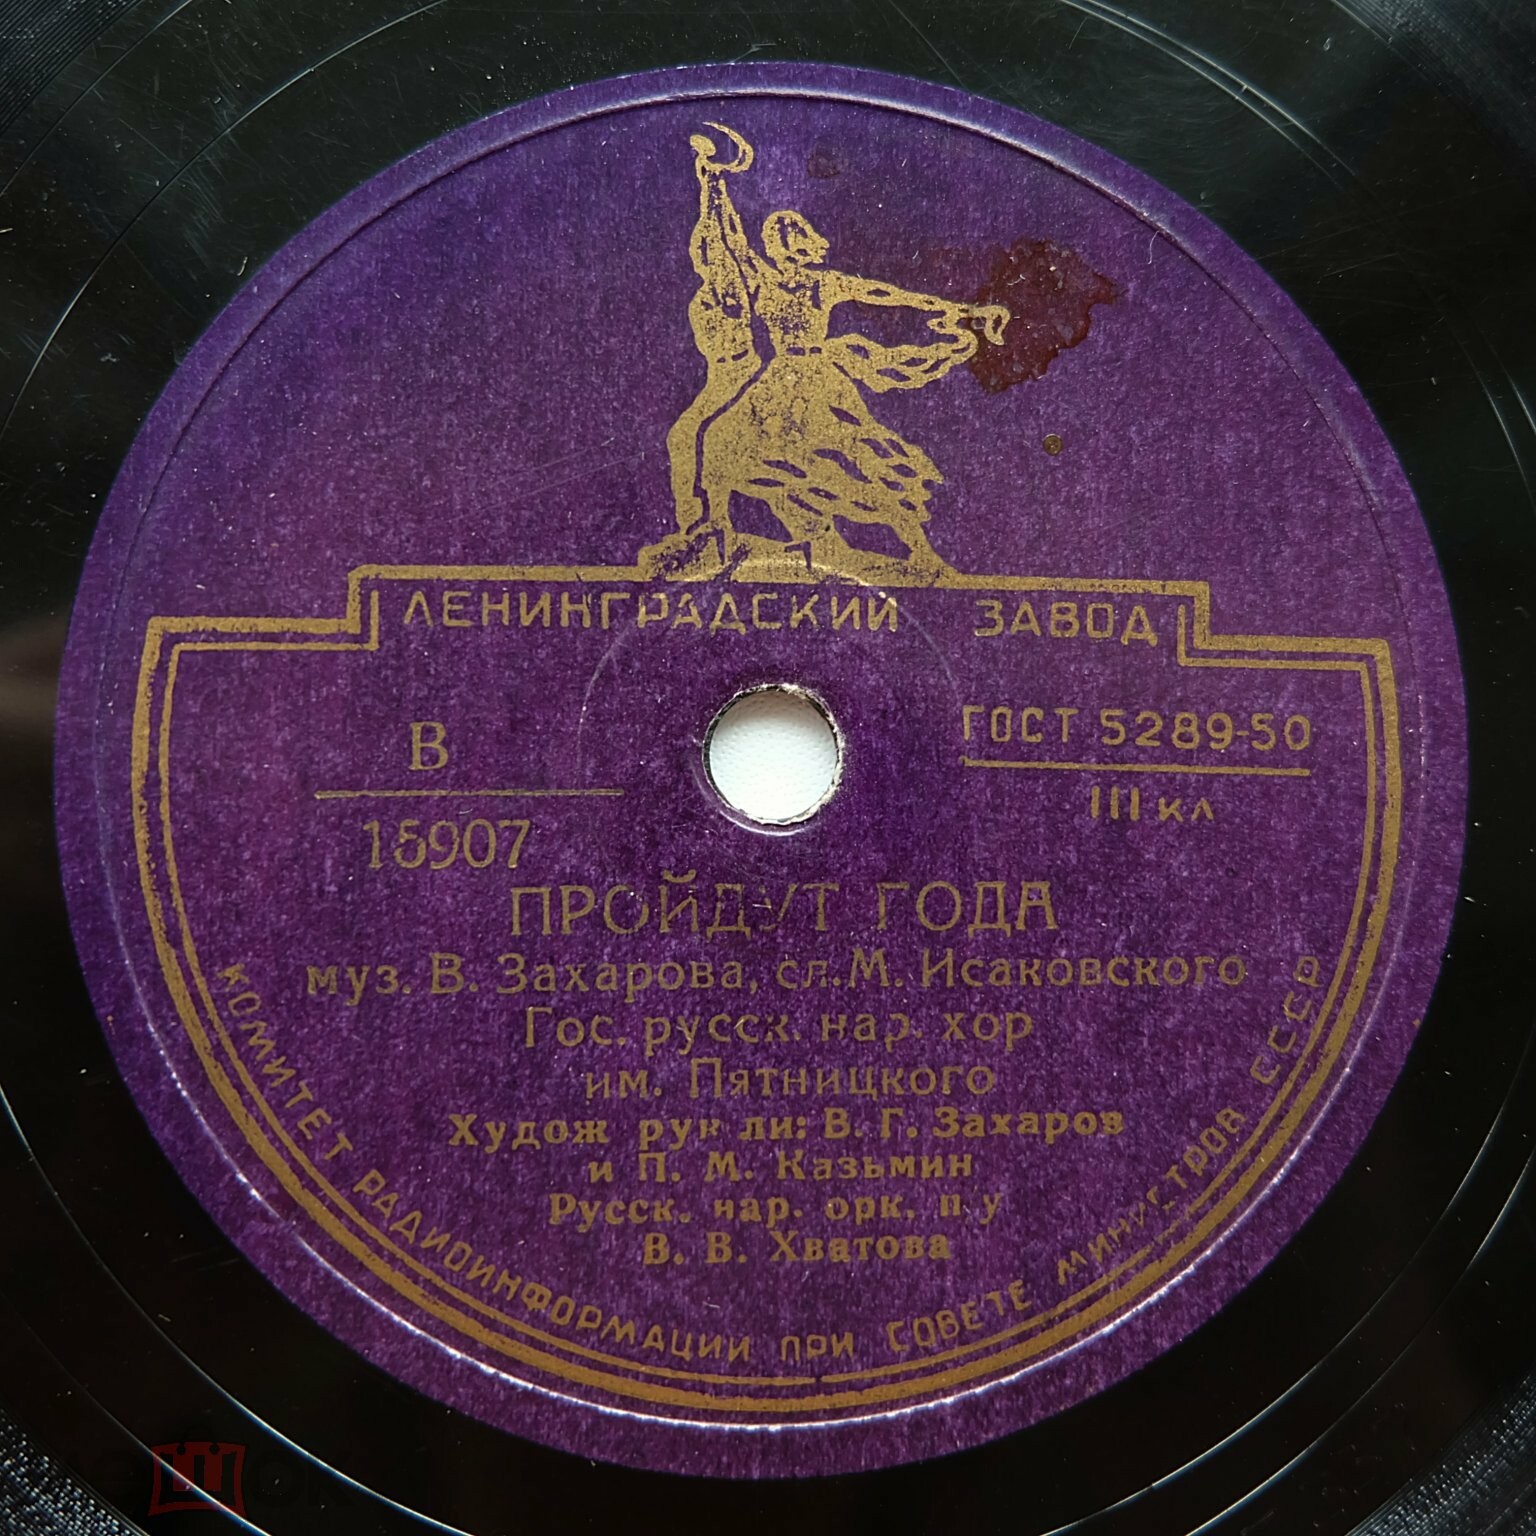 ЛЕНИНГРАДСКИЙ ЗАВОД
В
15907
ГОСТ 5289-50
III кл
ПРОЙДУТ ГОДА
муз. В. Захарова, сл. М. Исаковского
Гос. русск. нар. хор
им. Пятницкого
Худож рук ли: В. Г. Захаров
и П. М. Казьмин
Русск. нар. орк. п/у
В. В. Хватова
КОМИТЕТ РАДИОИНФОРМАЦИИ ПРИ СОВЕТЕ МИНИСТРОВ СССР